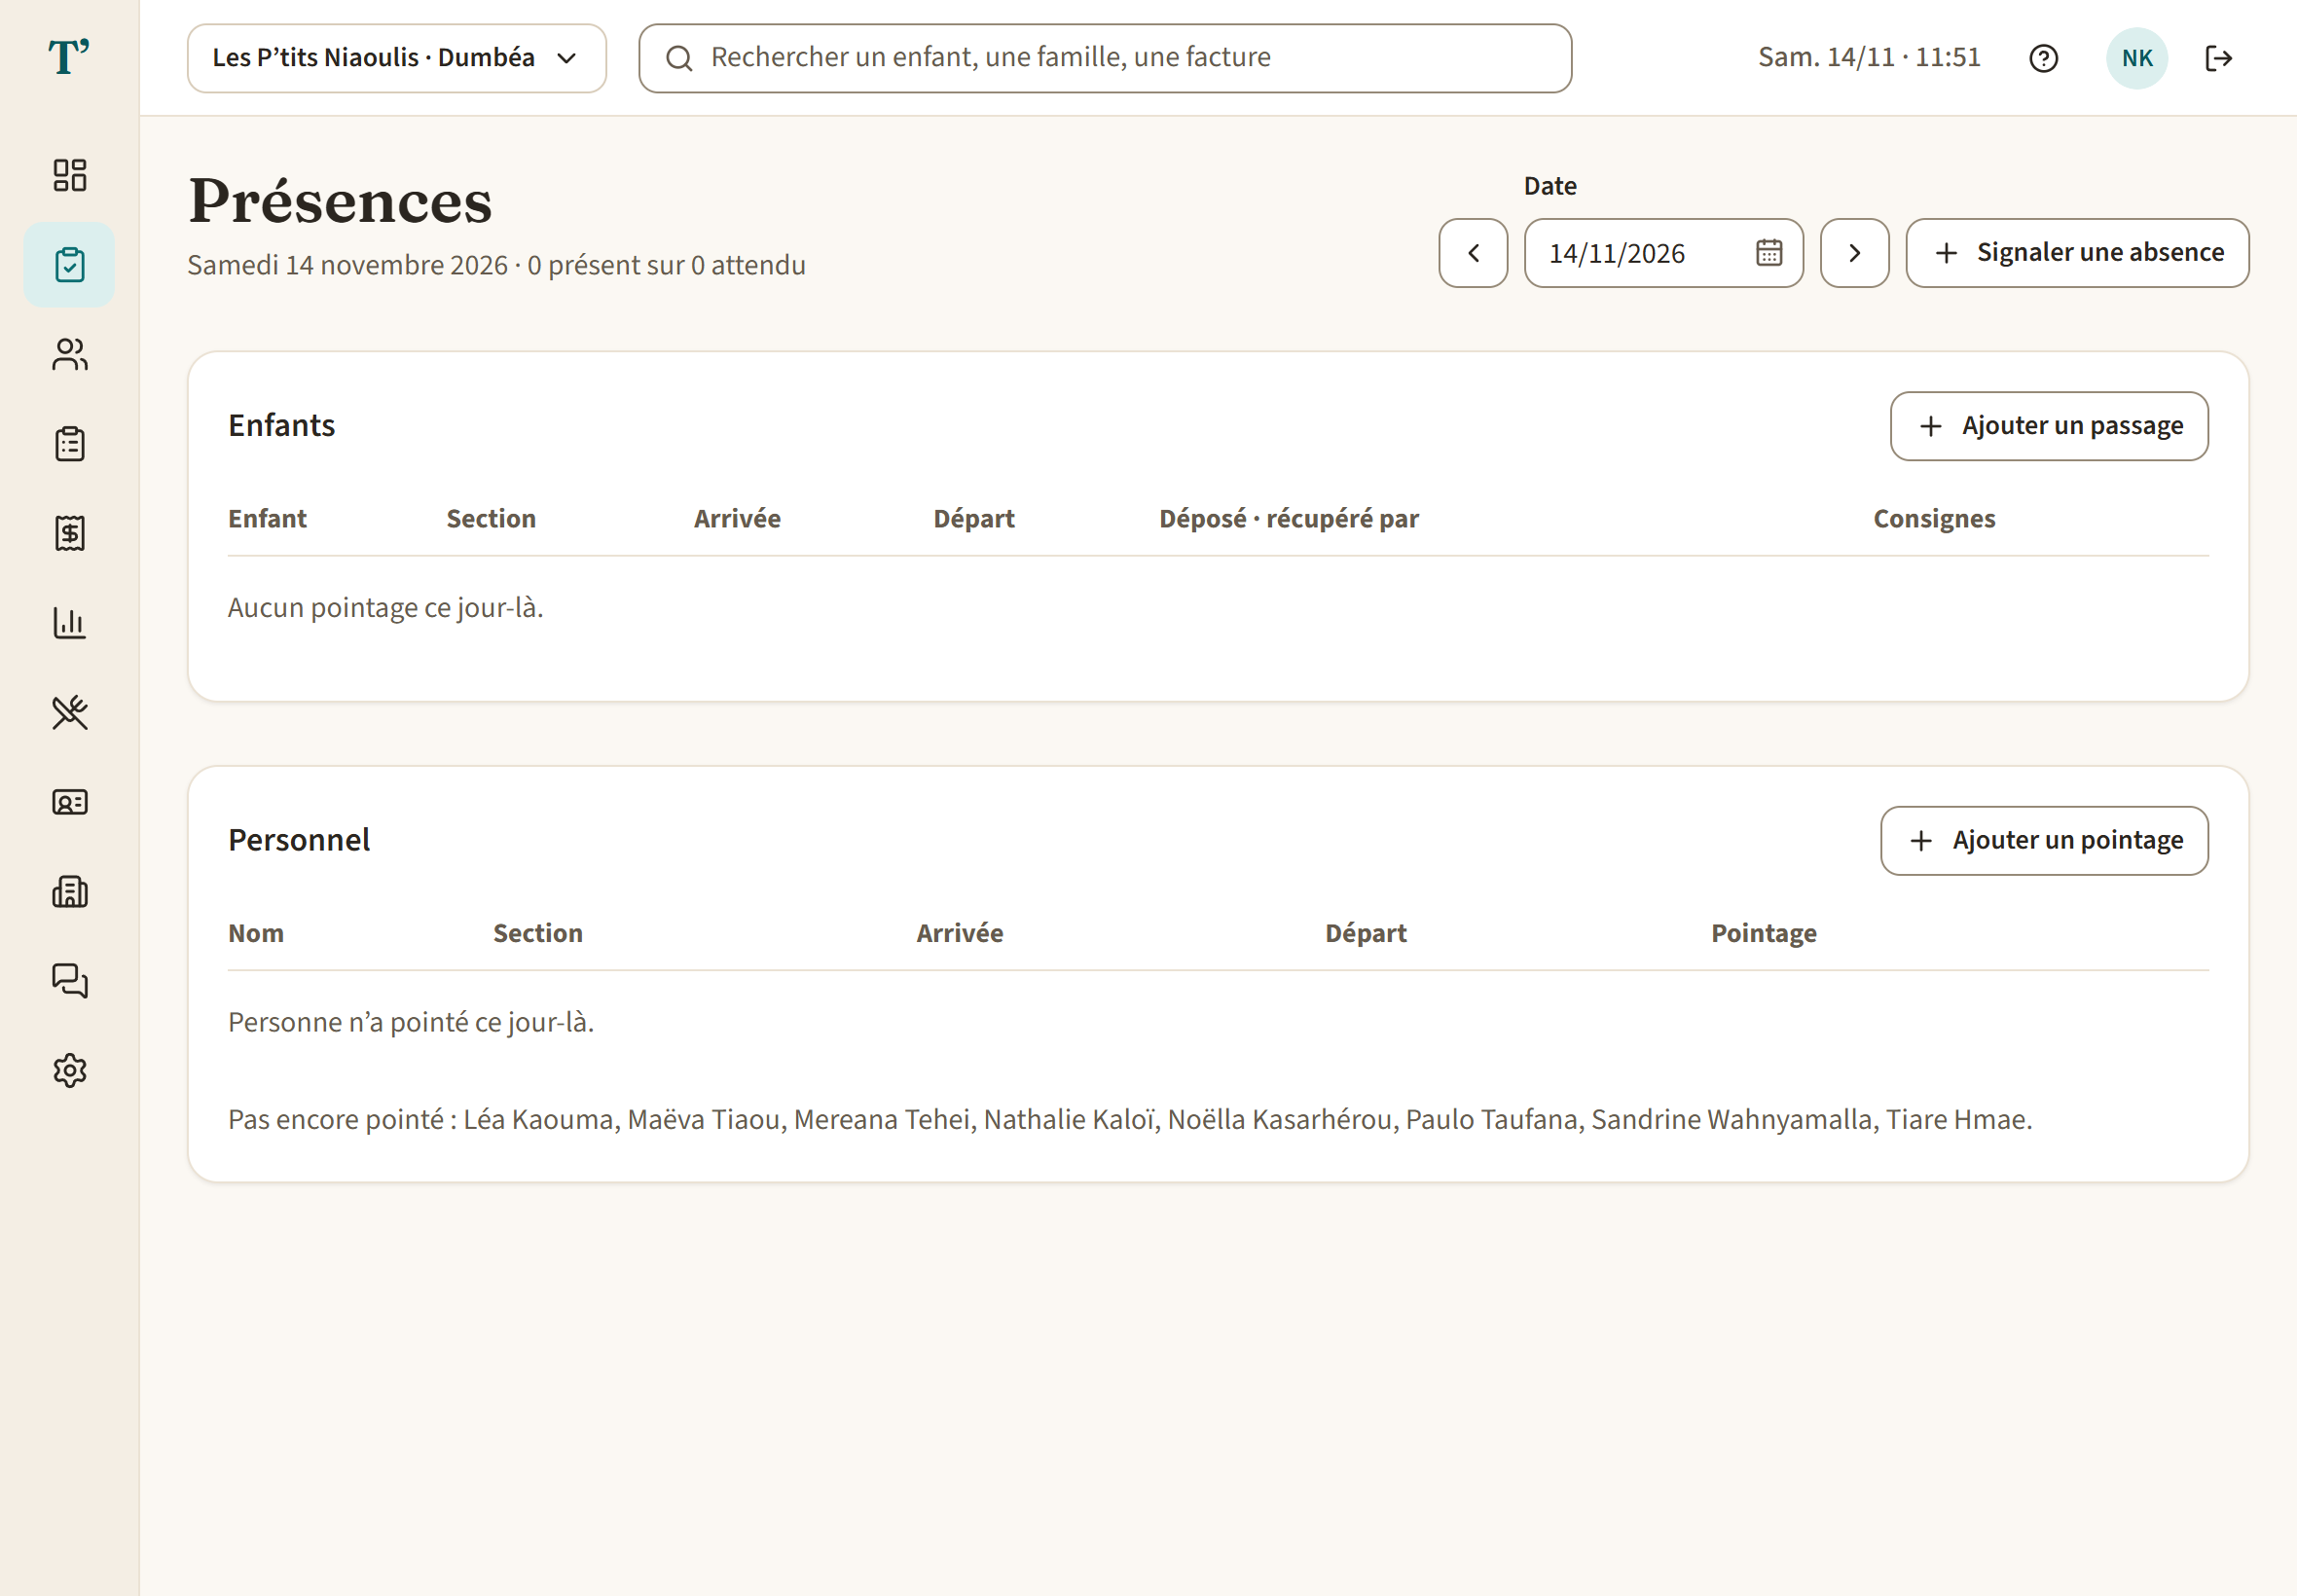 T’
Les P’tits Niaoulis · Dumbéa
Rechercher un enfant, une famille, une facture
Sam. 14/11 · 11:51
NK
Présences
Samedi 14 novembre 2026 · 0 présent sur 0 attendu
Date
14/11/2026
Signaler une absence
Enfants
Ajouter un passage
Enfant Section Arrivée Départ Déposé · récupéré par Consignes
Aucun pointage ce jour-là.
Personnel
Ajouter un pointage
Nom Section Arrivée Départ Pointage
Personne n’a pointé ce jour-là.
Pas encore pointé : Léa Kaouma, Maëva Tiaou, Mereana Tehei, Nathalie Kaloï, Noëlla Kasarhérou, Paulo Taufana, Sandrine Wahnyamalla, Tiare Hmae.